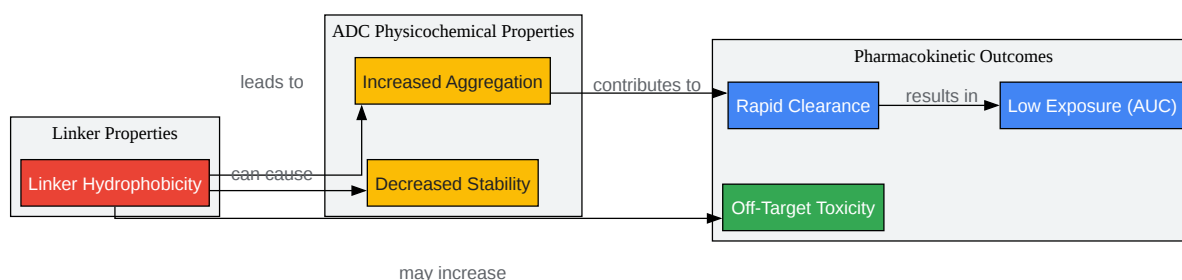 ADC Physicochemical Properties
Pharmacokinetic Outcomes
leads to
Increased Aggregation
contributes to
Rapid Clearance
results in
Low Exposure (AUC)
Linker Properties
Linker Hydrophobicity
can cause
Decreased Stability
Off-Target Toxicity
may increase